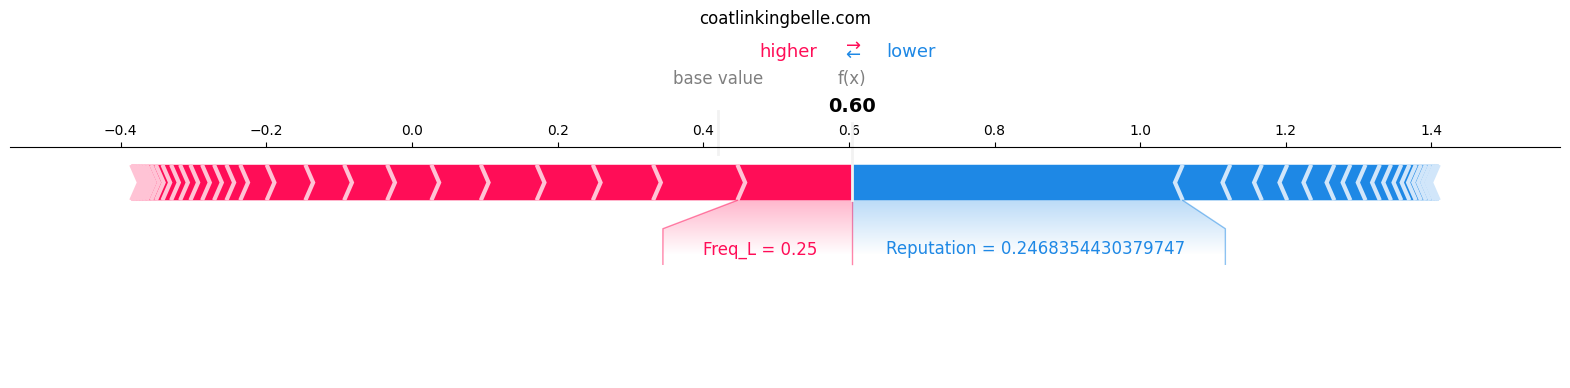 coatlinkingbelle.com
higher ⇄ lower
base value f(x)
0.60
−0.4 −0.2 0.0 0.2 0.4 0.6 0.8 1.0 1.2 1.4
Freq_L = 0.25 Reputation = 0.2468354430379747